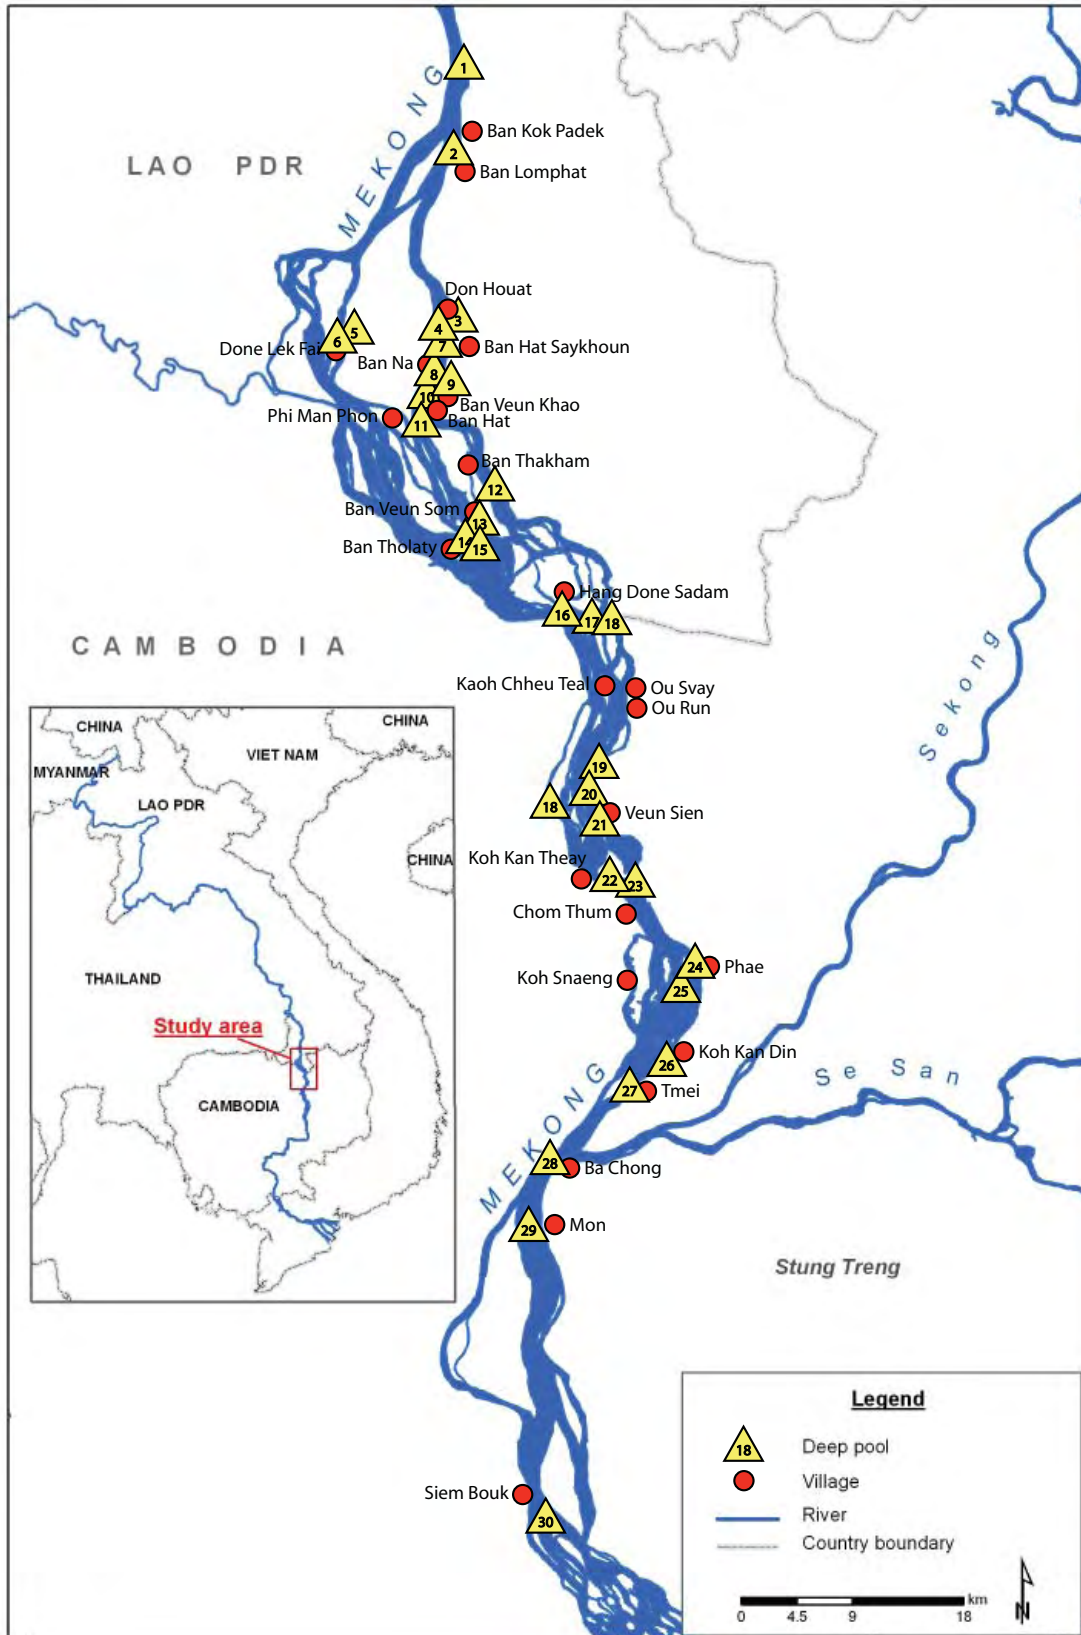 1
MEKONG
Ban Kok Padek
2
LAO PDR
Ban Lomphat
Don Houat
3
4
5
6
7
Done Lek Fai
Ban Hat Saykhoun
Ban Na
8
9
10
Ban Veun Khao
Phi Man Phon
Ban Hat
11
Ban Thakham
12
Ban Veun Som
13
14
Ban Tholaty
15
Hang Done Sadam
16
17
18
CAMBODIA
Sekong
Kaoh Chheu Teal
Ou Svay
Ou Run
19
20
18
Veun Sien
21
Koh Kan Theay
22
23
Chom Thum
24
Phae
Koh Snaeng
25
Koh Kan Din
26
Se San
27
Tmei
MEKONG
28
Ba Chong
29
Mon
Stung Treng
Siem Bouk
30
CHINA
CHINA
VIET NAM
MYANMAR
LAO PDR
CHINA
THAILAND
Study area
CAMBODIA
Legend
18
Deep pool
Village
River
Country boundary
km
0 4.5 9 18
N